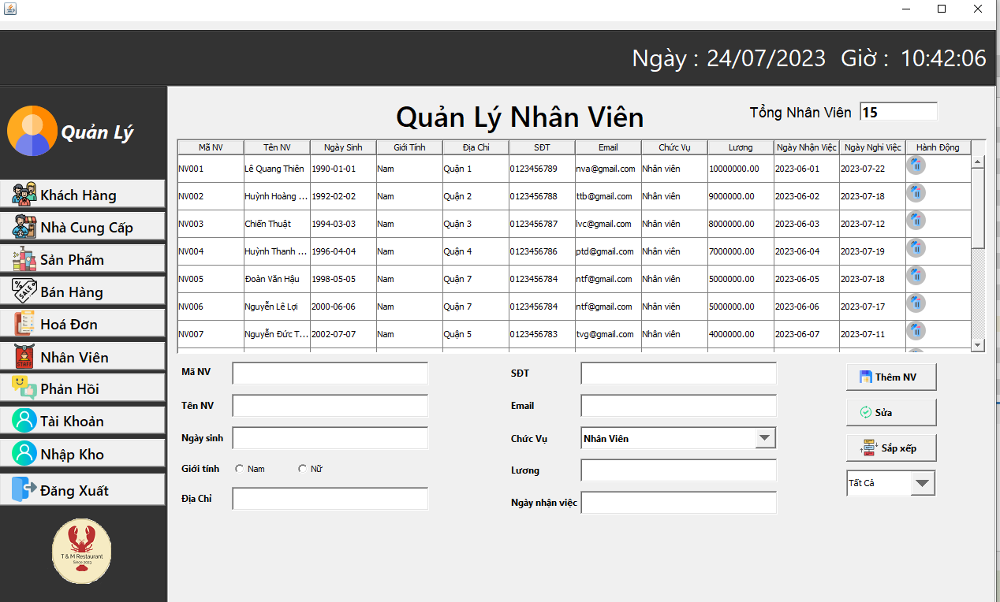 Ngày : 24/07/2023 Giờ : 10:42:06
Quản Lý
Khách Hàng
Nhà Cung Cấp
Sản Phẩm
Bán Hàng
Hoá Đơn
Nhân Viên
Phản Hồi
Tài Khoản
Nhập Kho
Đăng Xuất
T & M Restaurant
Since 2023
Quản Lý Nhân Viên
Tổng Nhân Viên 15
Mã NV Tên NV Ngày Sinh Giới Tính Địa Chỉ SĐT Email Chức Vụ Lương Ngày Nhận Việc Ngày Nghỉ Việc Hành Động
NV001 Lê Quang Thiên 1990-01-01 Nam Quận 1 0123456789 nva@gmail.com Nhân viên 10000000.00 2023-06-01 2023-07-22
NV002 Huỳnh Hoàng ... 1992-02-02 Nam Quận 2 0123456788 ttb@gmail.com Nhân viên 9000000.00 2023-06-02 2023-07-18
NV003 Chiến Thuật 1994-03-03 Nam Quận 3 0123456787 lvc@gmail.com Nhân viên 8000000.00 2023-06-03 2023-07-12
NV004 Huỳnh Thanh ... 1996-04-04 Nam Quận 4 0123456786 ptd@gmail.com Nhân viên 7000000.00 2023-06-04 2023-07-19
NV005 Đoàn Văn Hậu 1998-05-05 Nam Quận 7 0123456784 ntf@gmail.com Nhân viên 5000000.00 2023-06-05 2023-07-18
NV006 Nguyễn Lê Lợi 2000-06-06 Nam Quận 7 0123456784 ntf@gmail.com Nhân viên 5000000.00 2023-06-06 2023-07-17
NV007 Nguyễn Đức T... 2002-07-07 Nam Quận 5 0123456783 tvg@gmail.com Nhân viên 4000000.00 2023-06-07 2023-07-11
Mã NV
Tên NV
Ngày sinh
Giới tính Nam Nữ
Địa Chỉ
SĐT
Email
Chức Vụ Nhân Viên
Lương
Ngày nhận việc
Thêm NV
Sửa
Sắp xếp
Tất Cả